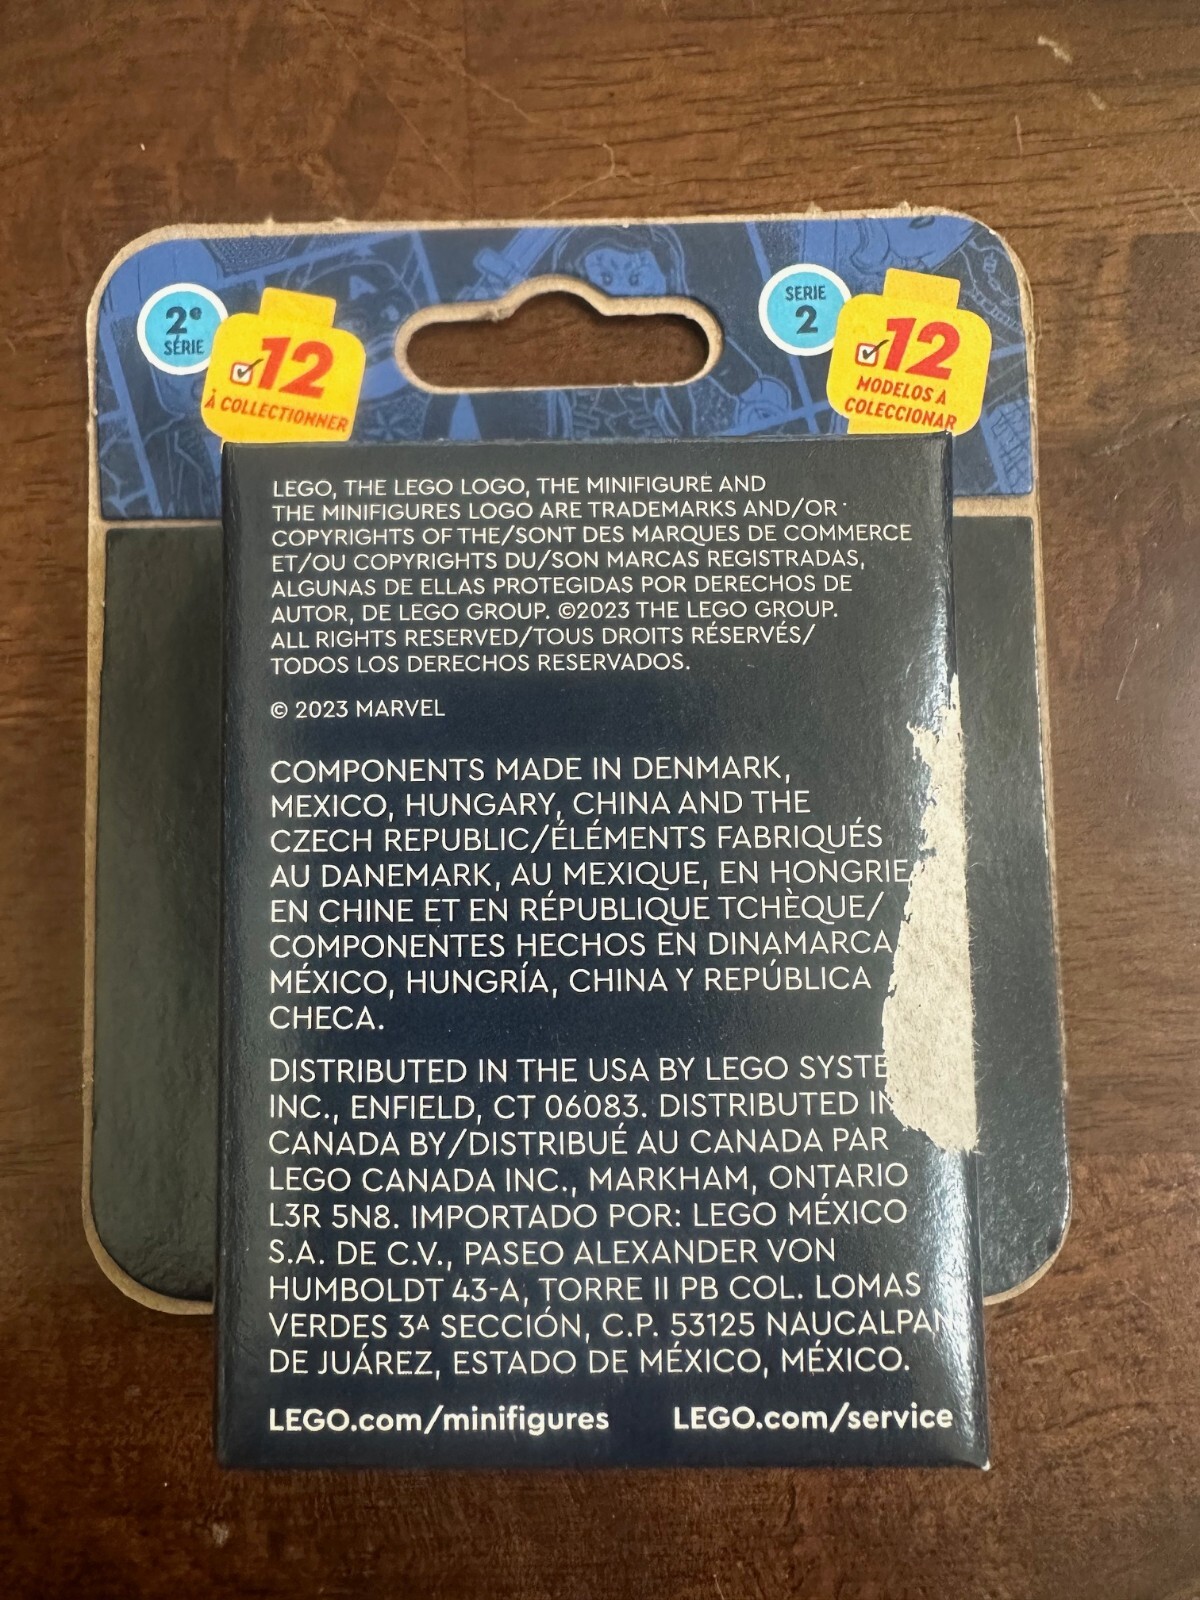 2e
SÉRIE
12
À COLLECTIONNER
SERIE
2
12
MODELOS A
COLECCIONAR
LEGO, THE LEGO LOGO, THE MINIFIGURE AND
THE MINIFIGURES LOGO ARE TRADEMARKS AND/OR
COPYRIGHTS OF THE/SONT DES MARQUES DE COMMERCE
ET/OU COPYRIGHTS DU/SON MARCAS REGISTRADAS,
ALGUNAS DE ELLAS PROTEGIDAS POR DERECHOS DE
AUTOR, DE LEGO GROUP. ©2023 THE LEGO GROUP.
ALL RIGHTS RESERVED/TOUS DROITS RÉSERVÉS/
TODOS LOS DERECHOS RESERVADOS.
© 2023 MARVEL
COMPONENTS MADE IN DENMARK,
MEXICO, HUNGARY, CHINA AND THE
CZECH REPUBLIC/ÉLÉMENTS FABRIQUÉS
AU DANEMARK, AU MEXIQUE, EN HONGRIE,
EN CHINE ET EN RÉPUBLIQUE TCHÈQUE/
COMPONENTES HECHOS EN DINAMARCA
MÉXICO, HUNGRÍA, CHINA Y REPÚBLICA
CHECA.
DISTRIBUTED IN THE USA BY LEGO SYSTE
INC., ENFIELD, CT 06083. DISTRIBUTED IN
CANADA BY/DISTRIBUÉ AU CANADA PAR
LEGO CANADA INC., MARKHAM, ONTARIO
L3R 5N8. IMPORTADO POR: LEGO MÉXICO
S.A. DE C.V., PASEO ALEXANDER VON
HUMBOLDT 43-A, TORRE II PB COL. LOMAS
VERDES 3ᴬ SECCIÓN, C.P. 53125 NAUCALPAN
DE JUÁREZ, ESTADO DE MÉXICO, MÉXICO.
LEGO.com/minifigures LEGO.com/service